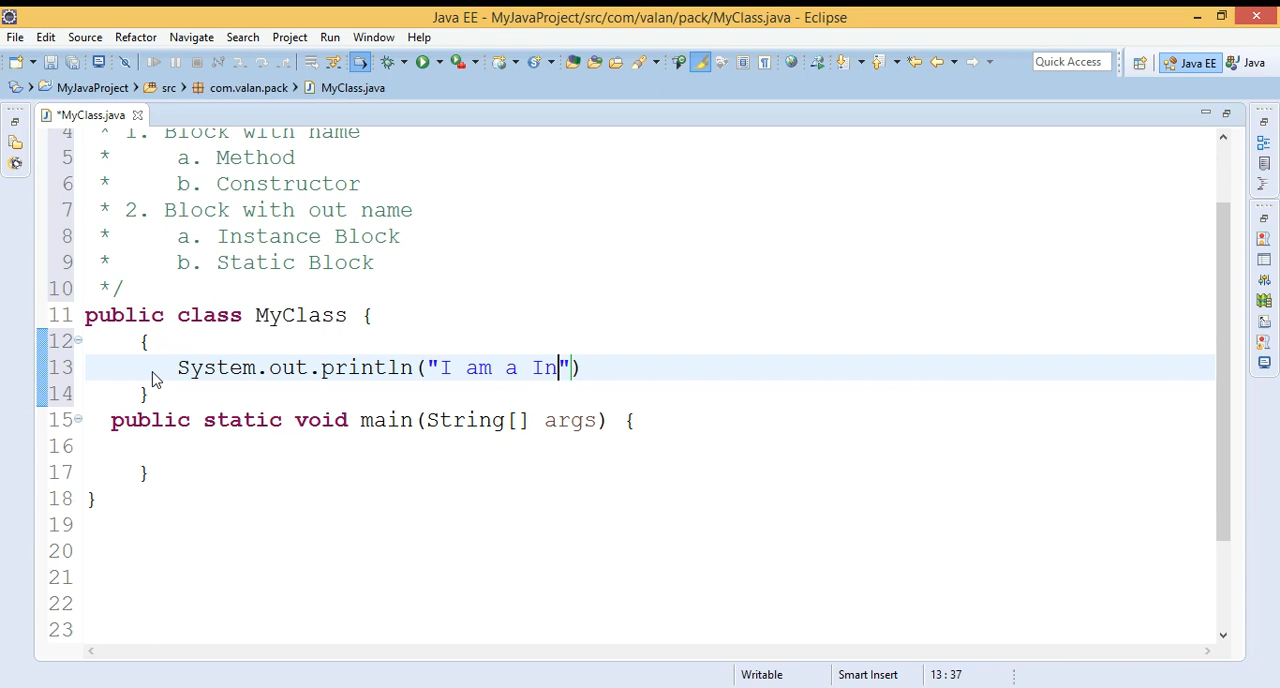 Java EE - MyJavaProject/src/com/valan/pack/MyClass.java - Eclipse
File Edit Source Refactor Navigate Search Project Run Window Help
Quick Access Java EE Java
MyJavaProject src com.valan.pack MyClass.java
*MyClass.java
4 * 1. Block with name
5 * a. Method
6 * b. Constructor
7 * 2. Block with out name
8 * a. Instance Block
9 * b. Static Block
10 */
11 public class MyClass {
12 {
13 System.out.println("I am a In")
14 }
15 public static void main(String[] args) {
16
17 }
18 }
19
20
21
22
23
Writable Smart Insert 13 : 37